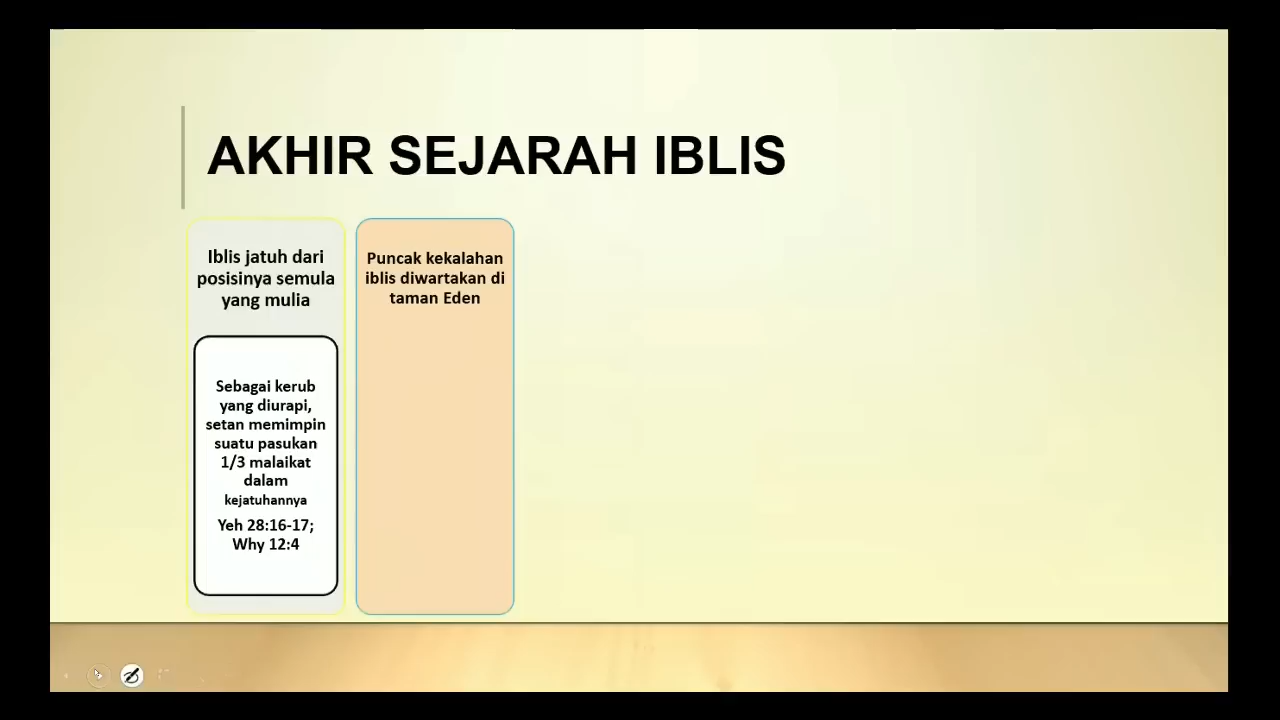 AKHIR SEJARAH IBLIS
Iblis jatuh dari
posisinya semula
yang mulia
Sebagai kerub
yang diurapi,
setan memimpin
suatu pasukan
1/3 malaikat
dalam
kejatuhannya
Yeh 28:16-17;
Why 12:4
Puncak kekalahan
iblis diwartakan di
taman Eden